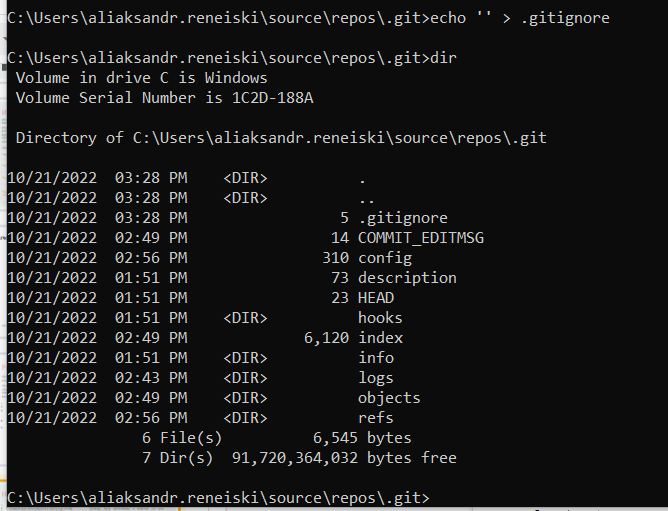 C:\Users\aliaksandr.reneiski\source\repos\.git>echo '' > .gitignore
C:\Users\aliaksandr.reneiski\source\repos\.git>dir
 Volume in drive C is Windows
 Volume Serial Number is 1C2D-188A
 Directory of C:\Users\aliaksandr.reneiski\source\repos\.git
10/21/2022  03:28 PM    <DIR>          .
10/21/2022  03:28 PM    <DIR>          ..
10/21/2022  03:28 PM                 5 .gitignore
10/21/2022  02:49 PM                14 COMMIT_EDITMSG
10/21/2022  02:56 PM               310 config
10/21/2022  01:51 PM                73 description
10/21/2022  01:51 PM                23 HEAD
10/21/2022  01:51 PM    <DIR>          hooks
10/21/2022  02:49 PM             6,120 index
10/21/2022  01:51 PM    <DIR>          info
10/21/2022  02:43 PM    <DIR>          logs
10/21/2022  02:49 PM    <DIR>          objects
10/21/2022  02:56 PM    <DIR>          refs
               6 File(s)          6,545 bytes
               7 Dir(s)  91,720,364,032 bytes free
C:\Users\aliaksandr.reneiski\source\repos\.git>